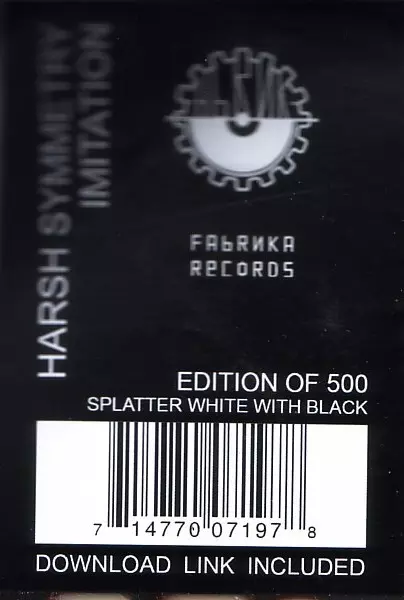 HARSH SYMMETRY
IMITATION
FAbRИKA
RECORDS
EDITION OF 500
SPLATTER WHITE WITH BLACK
7 14770 07197 8
DOWNLOAD LINK INCLUDED